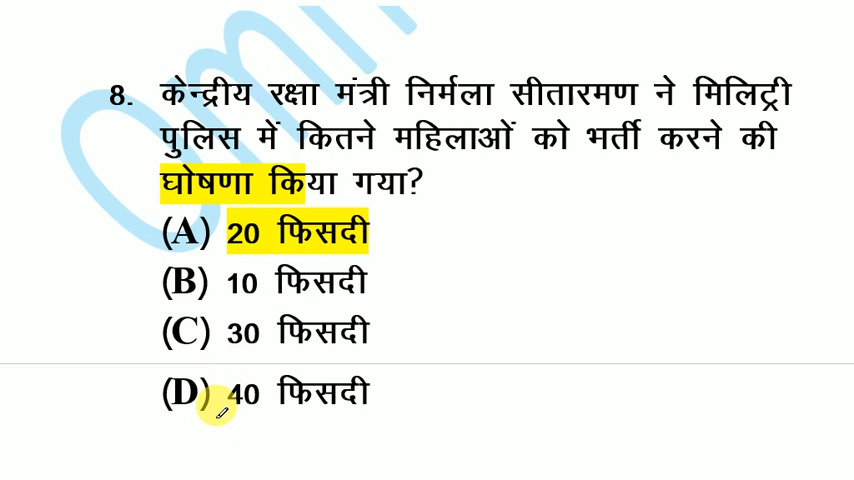 8. केन्द्रीय रक्षा मंत्री निर्मला सीतारमण ने मिलिट्री
पुलिस में कितने महिलाओं को भर्ती करने की
घोषणा किया गया?
(A) 20 फिसदी
(B) 10 फिसदी
(C) 30 फिसदी
(D) 40 फिसदी